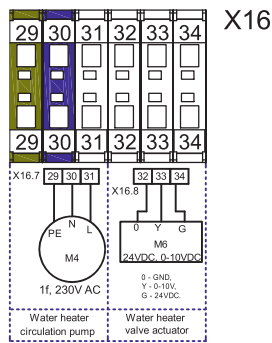 X16
29 30 31 32 33 34
29 30 31 32 33 34
X16.7 29 30 31
X16.8 32 33 34
PE N L
M4
1f, 230V AC
0 Y G
M6
24VDC, 0-10VDC
0 - GND,
Y - 0-10V,
G - 24VDC.
Water heater
circulation pump
Water heater
valve actuator